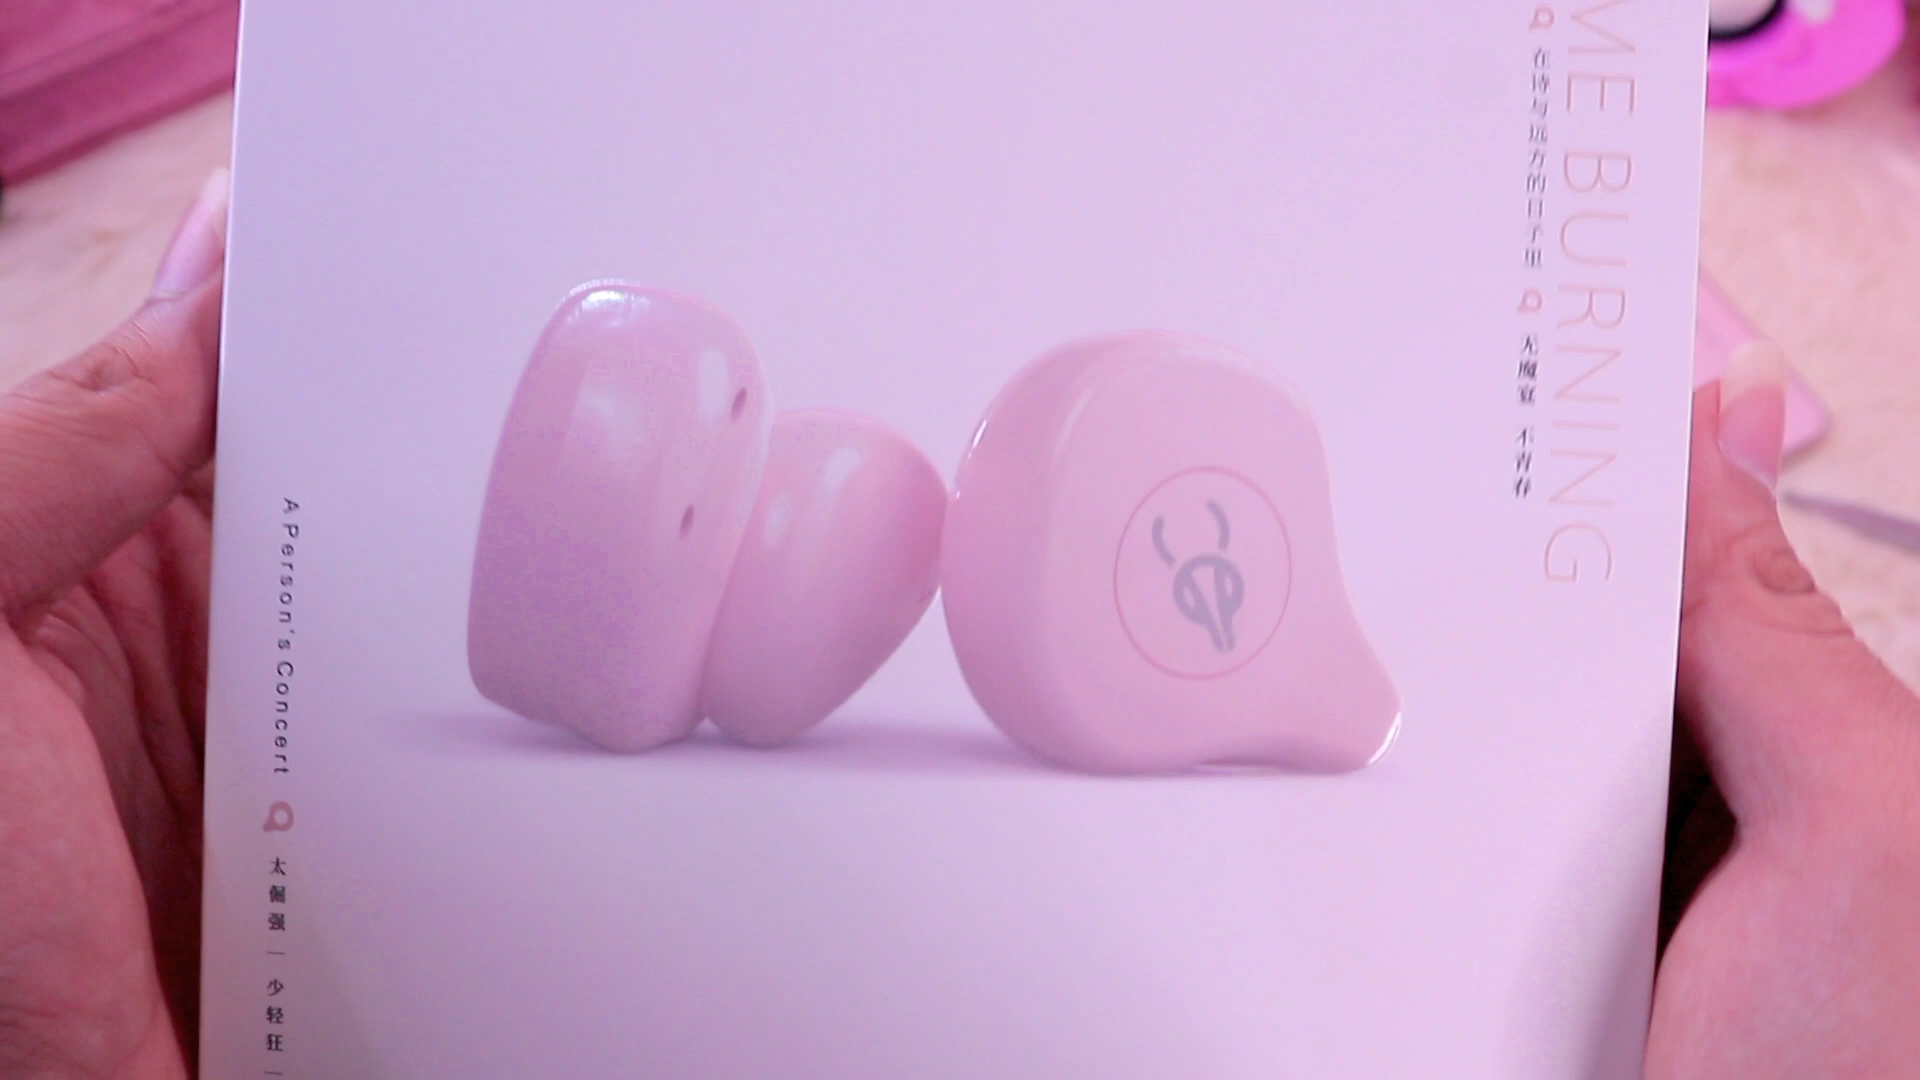 ME BURNING
在诗与远方的日子里 无魔宴 不青春
A Person's Concert 太倔强 — 少轻狂 —